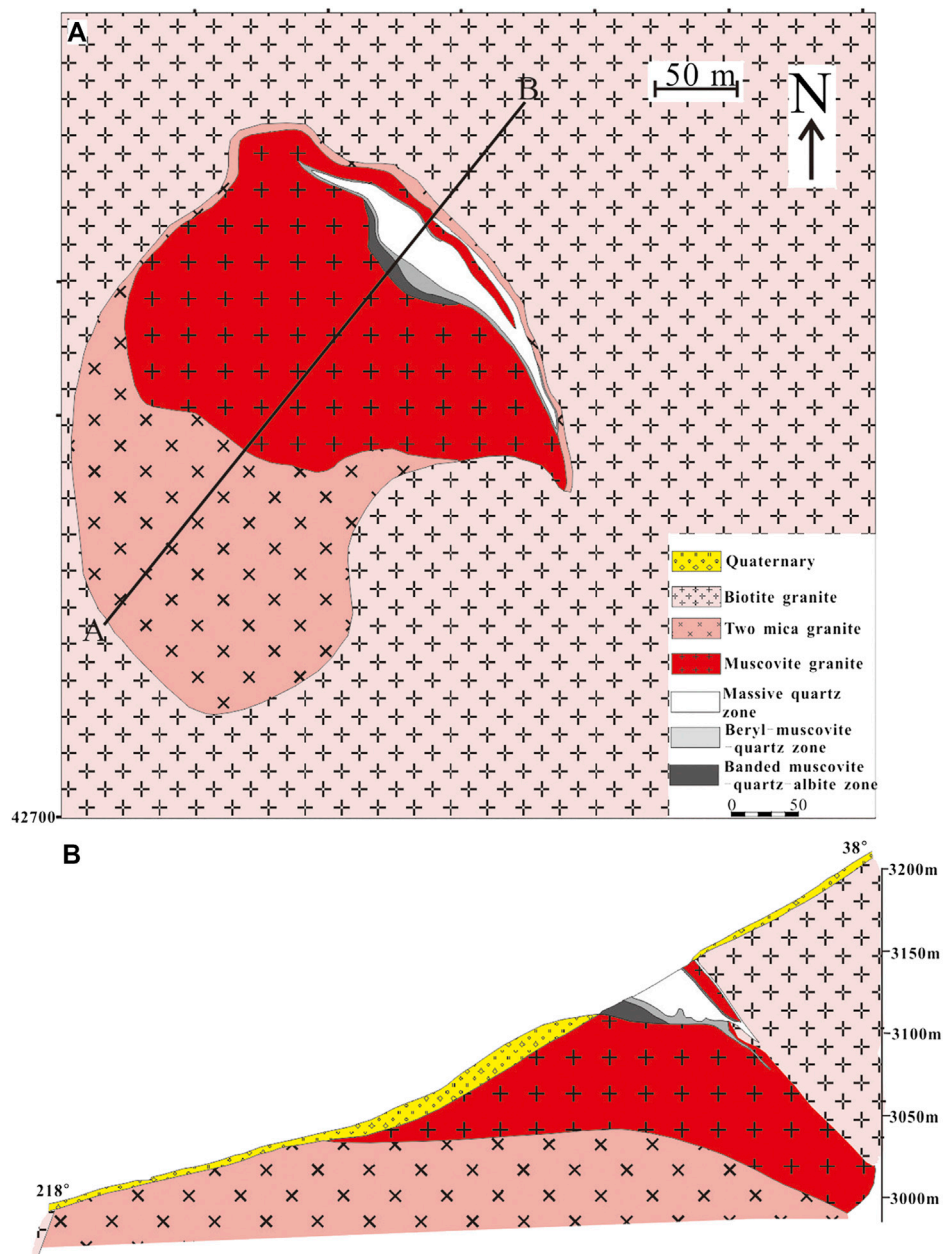 A
50 m
B
N
A
Quaternary
Biotite granite
Two mica granite
Muscovite granite
Massive quartz
zone
Beryl-muscovite
-quartz zone
Banded muscovite
-quartz-albite zone
0 50
42700
B
38°
3200m
3150m
3100m
3050m
218°
3000m